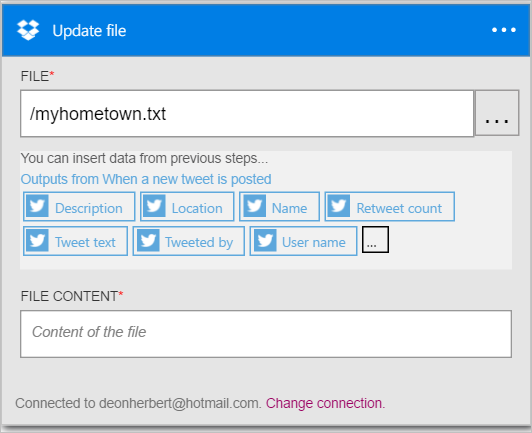 Update file
FILE*
/myhometown.txt
...
You can insert data from previous steps...
Outputs from When a new tweet is posted
Description Location Name Retweet count
Tweet text Tweeted by User name ...
FILE CONTENT*
Content of the file
Connected to deonherbert@hotmail.com. Change connection.